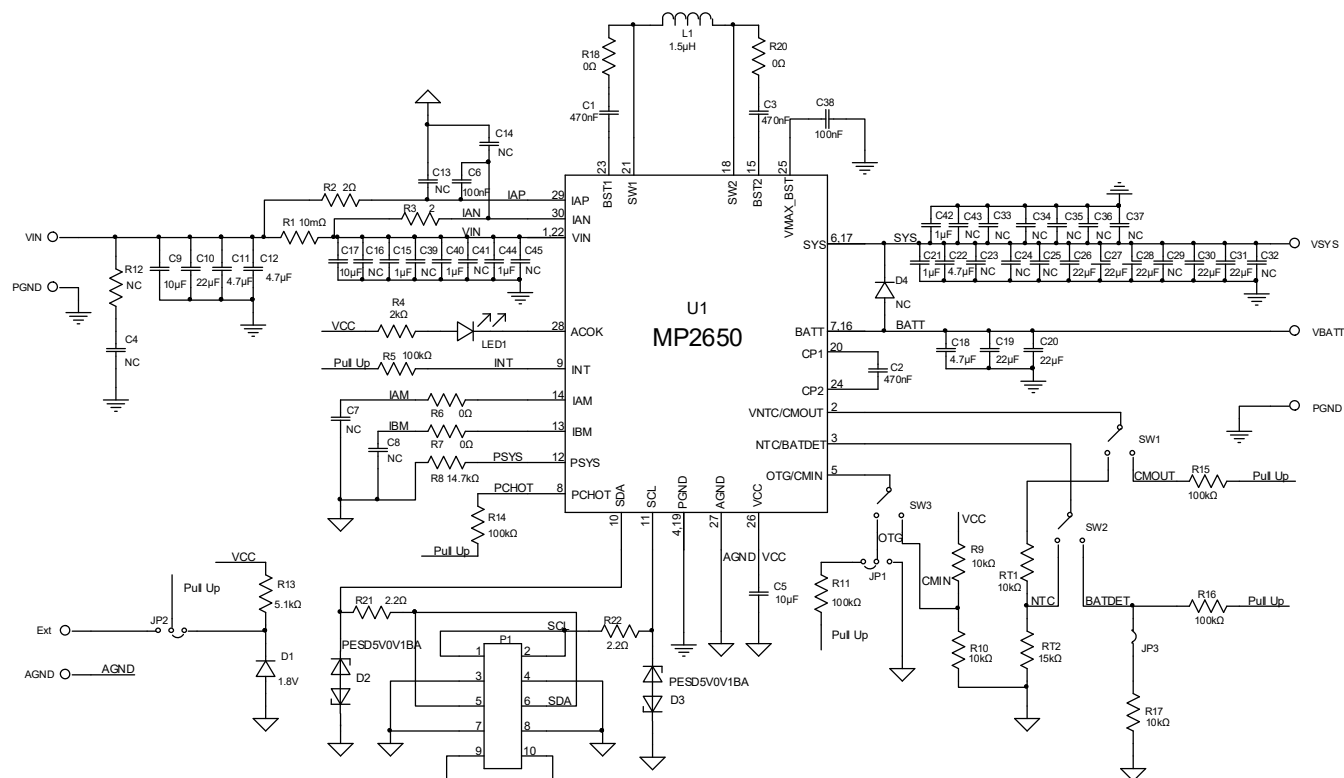 L1
1.5µH
R18
0Ω
R20
0Ω
C1
470nF
C3
470nF
C38
100nF
C14
NC
C13
NC
C6
100nF
23
21
18
15
25
BST1
SW1
SW2
BST2
VMAX_BST
R2 2Ω
IAP
29
IAP
R3 2
IAN
30
IAN
VIN
R1 10mΩ
VIN
1,22
VIN
PGND
R12
NC
C4
NC
C9
10µF
C10
22µF
C11
4.7µF
C12
4.7µF
C17
10µF
C16
NC
C15
1µF
C39
NC
C40
1µF
C41
NC
C44
1µF
C45
NC
VCC
R4
2kΩ
LED1
28
ACOK
Pull Up
R5 100kΩ
INT
9
INT
IAM
R6
0Ω
14
IAM
IBM
R7
0Ω
13
IBM
C7
NC
C8
NC
R8 14.7kΩ
PSYS
12
PSYS
PCHOT
8
PCHOT
R14
100kΩ
Pull Up
U1
MP2650
SYS
6,17
SYS
VSYS
C42
1µF
C43
NC
C33
NC
C34
NC
C35
NC
C36
NC
C37
NC
C21
1µF
C22
4.7µF
C23
NC
C24
NC
C25
NC
C26
22µF
C27
22µF
C28
22µF
C29
NC
C30
22µF
C31
22µF
C32
NC
D4
NC
BATT
7,16
BATT
VBATT
C18
4.7µF
C19
22µF
C20
22µF
CP1
20
C2
470nF
CP2
24
PGND
VNTC/CMOUT
2
NTC/BATDET
3
OTG/CMIN
5
SW1
CMOUT
R15
100kΩ
Pull Up
SW3
SW2
SDA
SCL
PGND
AGND
VCC
10
11
4,19
27
26
AGND
VCC
C5
10µF
OTG
JP1
R11
100kΩ
Pull Up
CMIN
VCC
R9
10kΩ
R10
10kΩ
RT1
10kΩ
NTC
RT2
15kΩ
BATDET
R16
100kΩ
Pull Up
JP3
R17
10kΩ
VCC
R13
5.1kΩ
Pull Up
Ext
JP2
D1
1.8V
AGND
AGND
R21 2.2Ω
PESD5V0V1BA
D2
SCL
R22
2.2Ω
PESD5V0V1BA
D3
P1
1
2
3
4
5
6
SDA
7
8
9
10